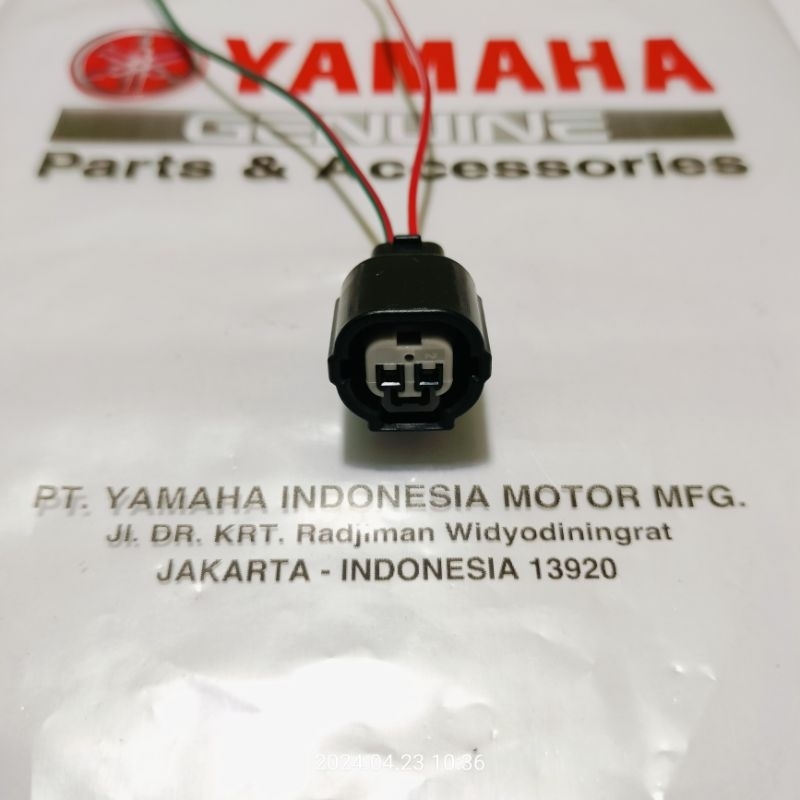 YAMAHA
GENUINE
Parts & Accessories
2
PT. YAMAHA INDONESIA MOTOR MFG.
Jl. DR. KRT. Radjiman Widyodiningrat
JAKARTA - INDONESIA 13920
2024.04.23 10:36